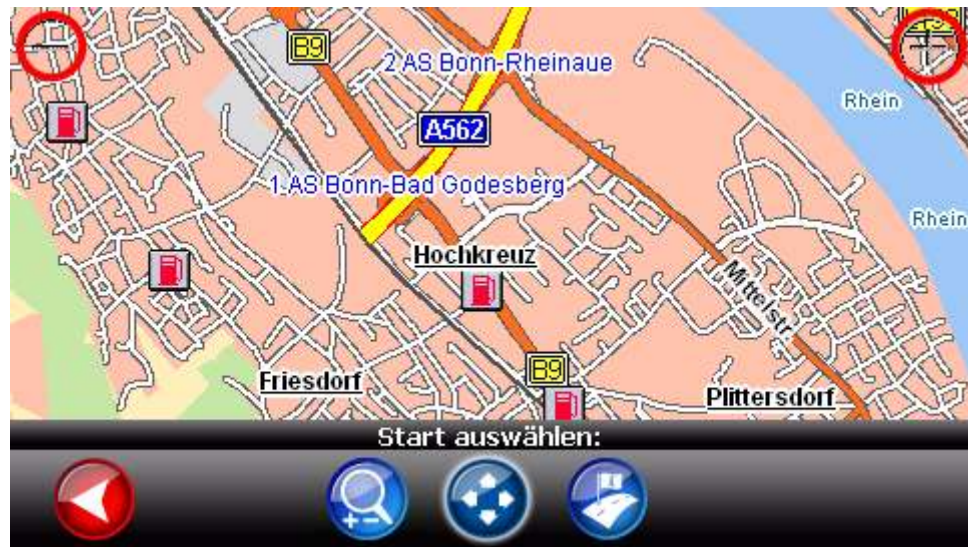 B9
2 AS Bonn-Rheinaue
Rhein
A562
1 AS Bonn-Bad Godesberg
Rhein
Hochkreuz
Mittelstr
B9
Friesdorf
Plittersdorf
Start auswählen: